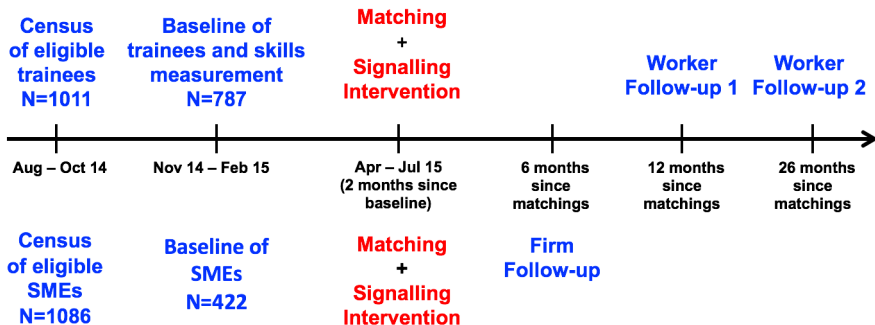 Census
of eligible
trainees
N=1011
Baseline of
trainees and skills
measurement
N=787
Matching
+
Signalling
Intervention
Worker
Follow-up 1
Worker
Follow-up 2
Aug – Oct 14
Nov 14 – Feb 15
Apr – Jul 15
(2 months since
baseline)
6 months
since
matchings
12 months
since
matchings
26 months
since
matchings
Census
of eligible
SMEs
N=1086
Baseline of
SMEs
N=422
Matching
+
Signalling
Intervention
Firm
Follow-up